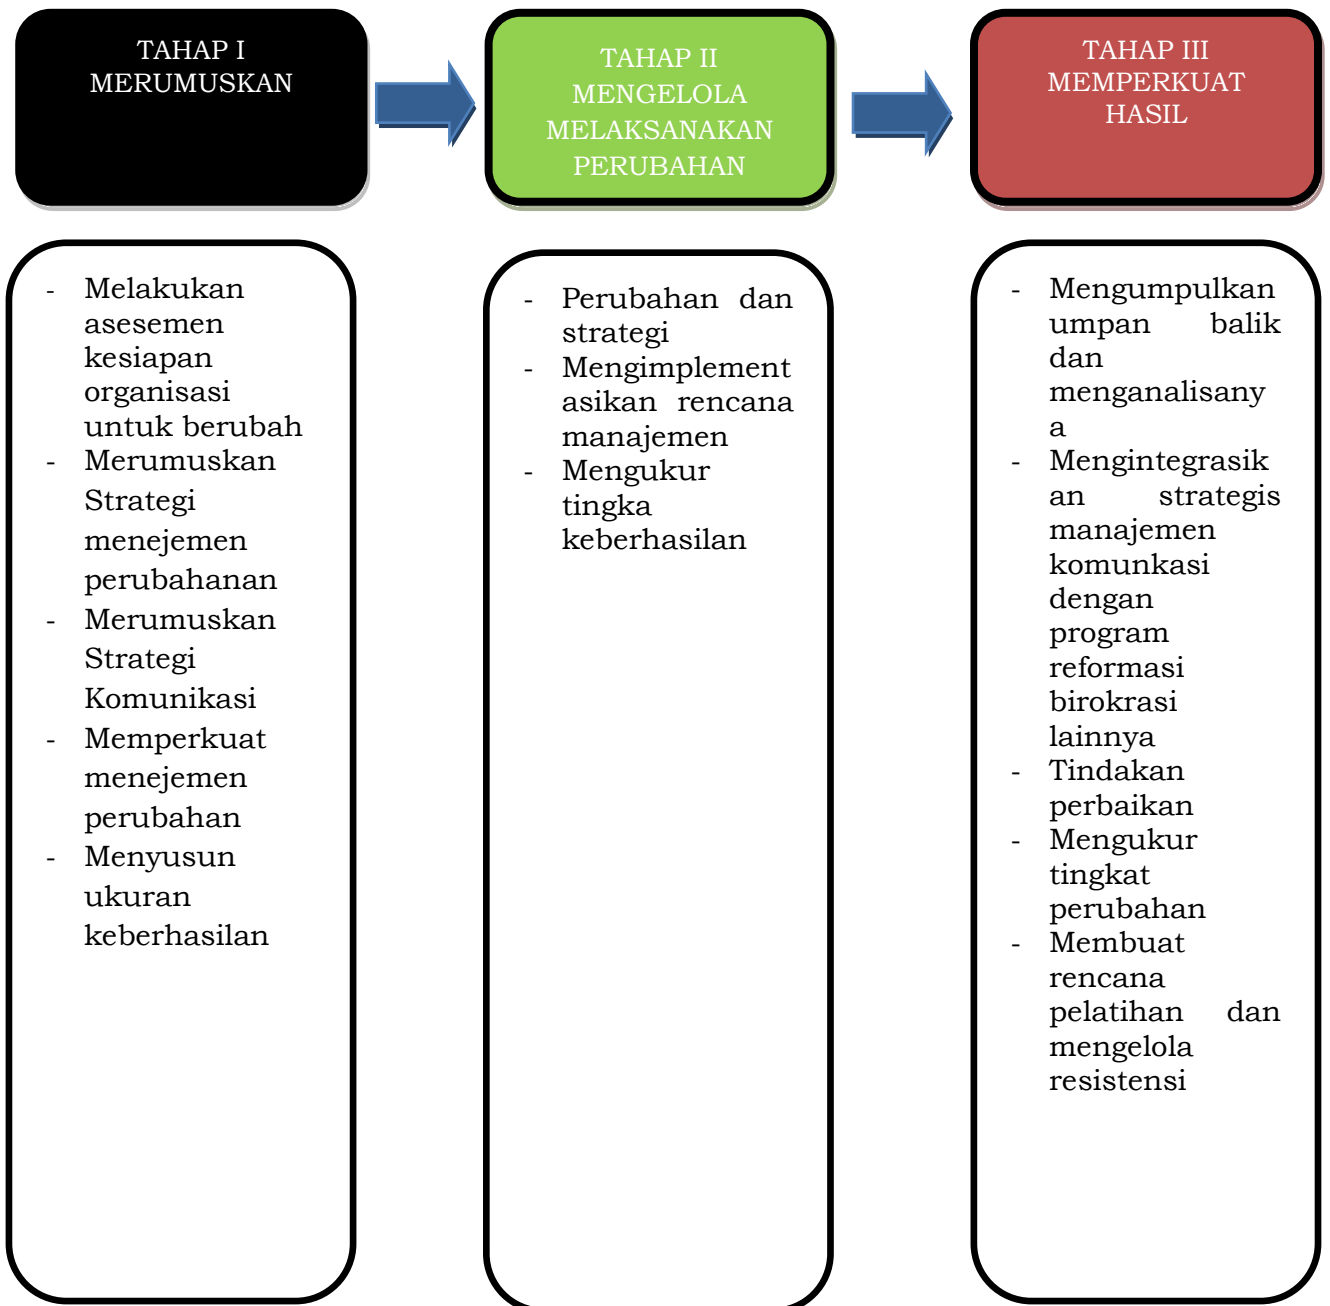 TAHAP I
MERUMUSKAN
TAHAP II
MENGELOLA
MELAKSANAKAN
PERUBAHAN
TAHAP III
MEMPERKUAT
HASIL
- Melakukan
asesemen
kesiapan
organisasi
untuk berubah
- Merumuskan
Strategi
menejemen
perubahanan
- Merumuskan
Strategi
Komunikasi
- Memperkuat
menejemen
perubahan
- Menyusun
ukuran
keberhasilan
- Perubahan dan
strategi
- Mengimplement
asikan rencana
manajemen
- Mengukur
tingka
keberhasilan
- Mengumpulkan
umpan balik
dan
menganalisany
a
- Mengintegrasik
an strategis
manajemen
komunkasi
dengan
program
reformasi
birokrasi
lainnya
- Tindakan
perbaikan
- Mengukur
tingkat
perubahan
- Membuat
rencana
pelatihan dan
mengelola
resistensi